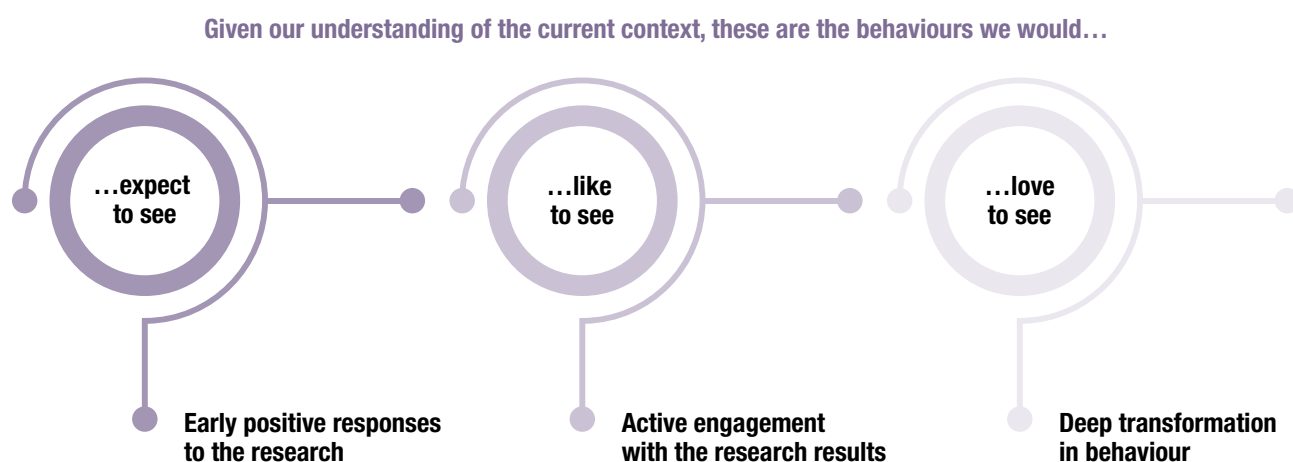 Given our understanding of the current context, these are the behaviours we would…
…expect
to see
…like
to see
…love
to see
Early positive responses
to the research
Active engagement
with the research results
Deep transformation
in behaviour